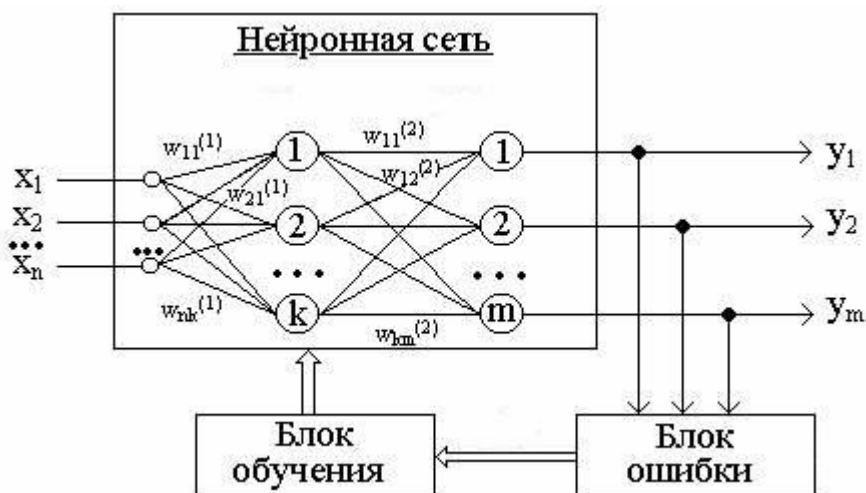 Нейронная сеть
w₁₁⁽¹⁾
w₁₁⁽²⁾
1
1
y₁
x₁
w₂₁⁽¹⁾
w₁₂⁽²⁾
x₂
2
2
y₂
•••
•••
• • •
• • •
xₙ
wₙₖ⁽¹⁾
k
m
yₘ
wₖₘ⁽²⁾
Блок
обучения
Блок
ошибки